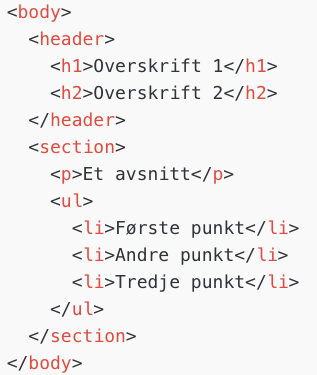 <body>
  <header>
    <h1>Overskrift 1</h1>
    <h2>Overskrift 2</h2>
  </header>
  <section>
    <p>Et avsnitt</p>
    <ul>
      <li>Første punkt</li>
      <li>Andre punkt</li>
      <li>Tredje punkt</li>
    </ul>
  </section>
</body>